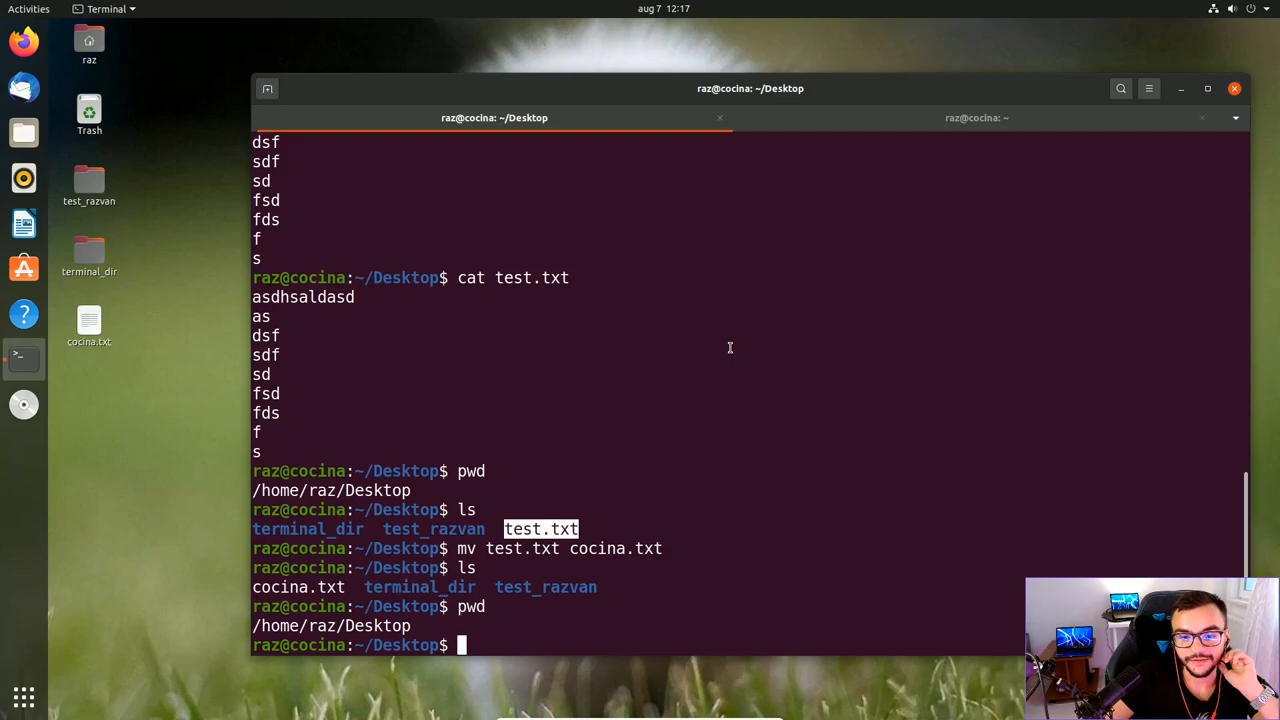 Activities
Terminal
aug 7 12:17
raz
Trash
test_razvan
terminal_dir
cocina.txt
raz@cocina: ~/Desktop
raz@cocina: ~/Desktop
raz@cocina: ~
dsf
sdf
sd
fsd
fds
f
s
raz@cocina:~/Desktop$ cat test.txt
asdhsaldasd
as
dsf
sdf
sd
fsd
fds
f
s
raz@cocina:~/Desktop$ pwd
/home/raz/Desktop
raz@cocina:~/Desktop$ ls
terminal_dir test_razvan test.txt
raz@cocina:~/Desktop$ mv test.txt cocina.txt
raz@cocina:~/Desktop$ ls
cocina.txt terminal_dir test_razvan
raz@cocina:~/Desktop$ pwd
/home/raz/Desktop
raz@cocina:~/Desktop$